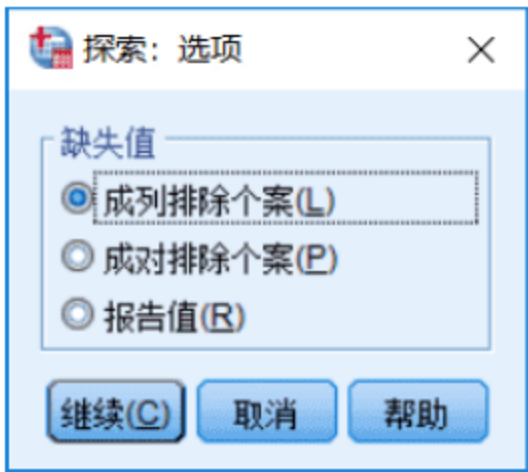 探索：选项
缺失值
成列排除个案(L)
成对排除个案(P)
报告值(R)
继续(C) 取消 帮助